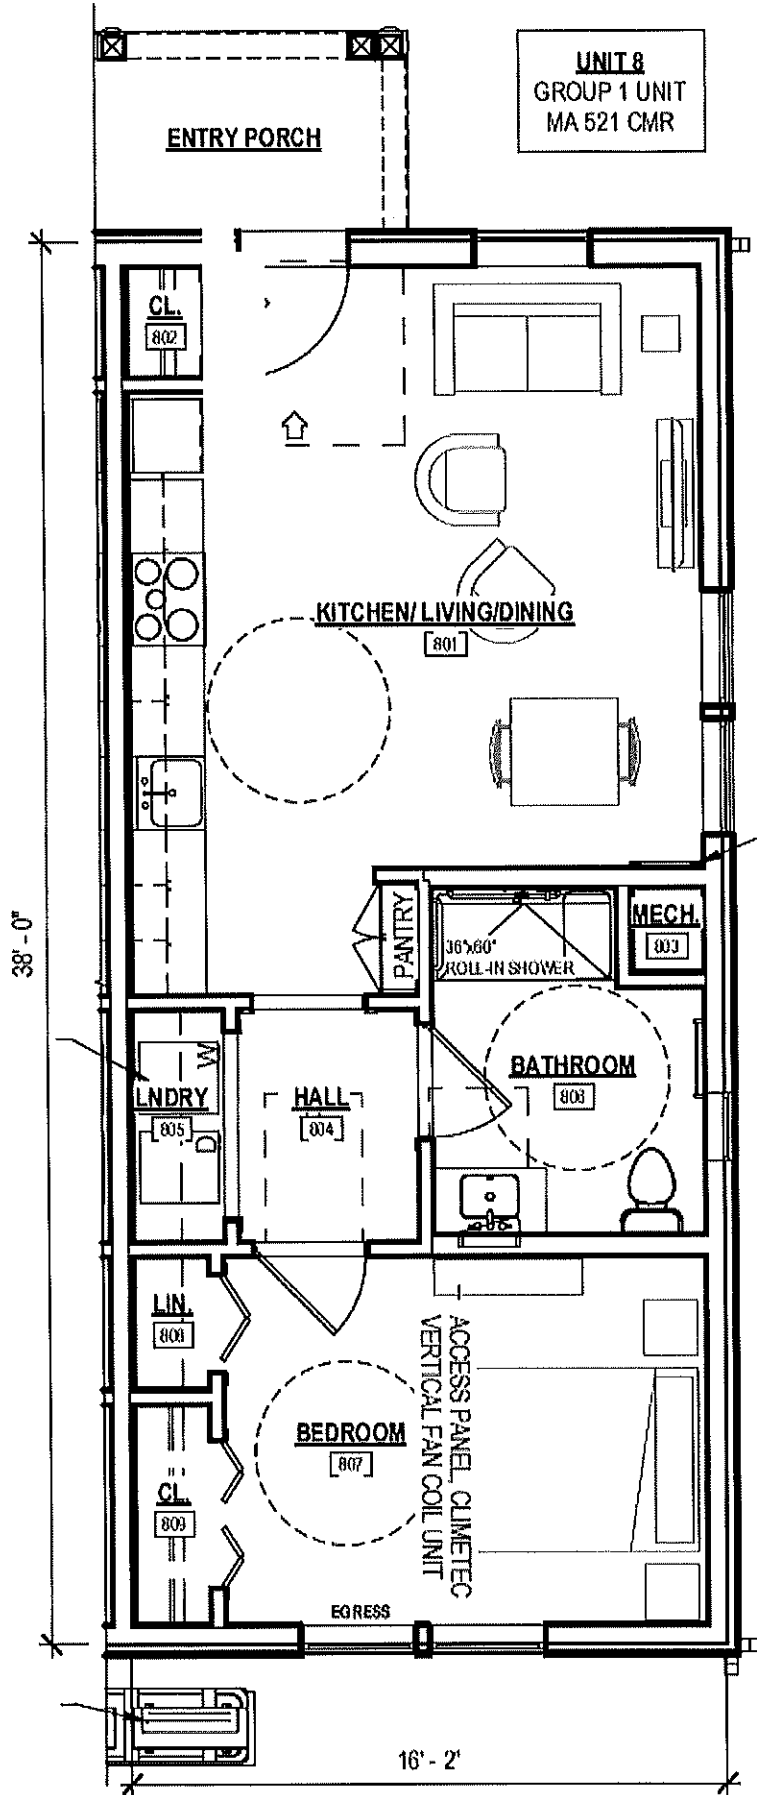 UNIT 8
GROUP 1 UNIT
MA 521 CMR
ENTRY PORCH
CL.
802
KITCHEN/ LIVING/DINING
801
38' - 0"
PANTRY
36"x60"
ROLL-IN SHOWER
MECH.
803
W
LNDRY
805
D
HALL
804
BATHROOM
806
LIN.
808
ACCESS PANEL, CLIMETEC
VERTICAL FAN COIL UNIT
BEDROOM
807
CL.
809
EGRESS
16' - 2"